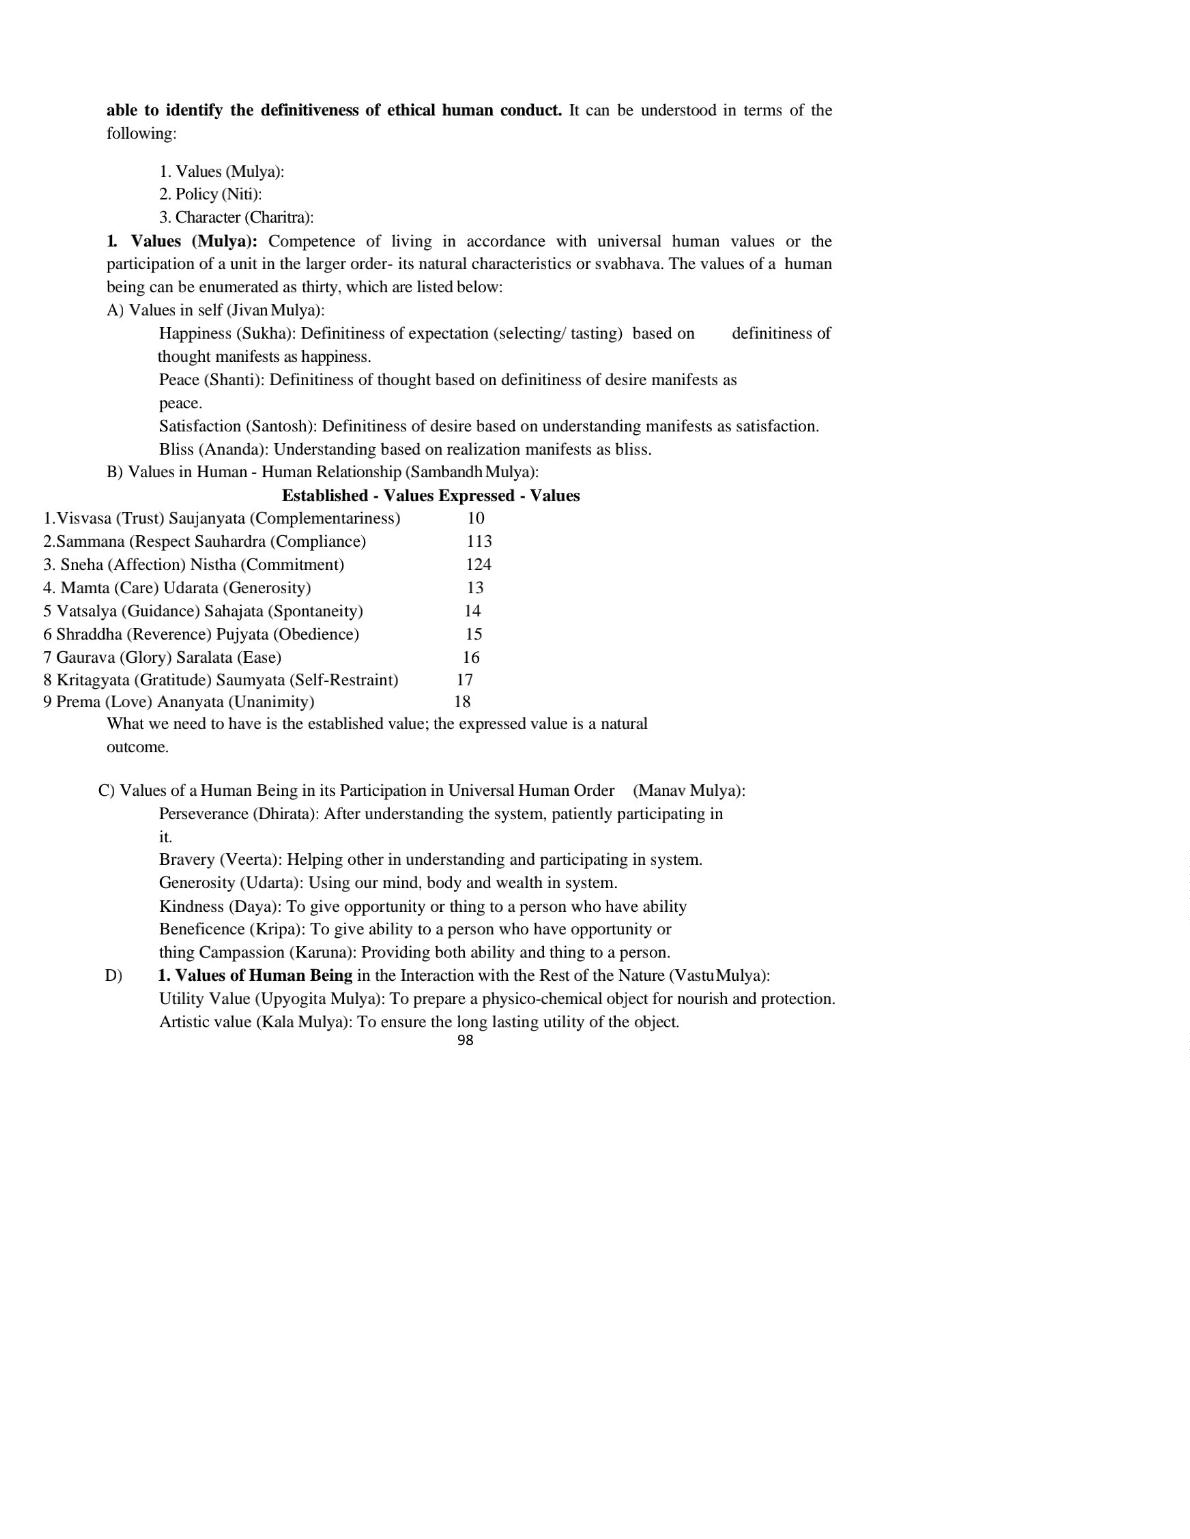 able to identify the definitiveness of ethical human conduct. It can be understood in terms of the
following:
1. Values (Mulya):
2. Policy (Niti):
3. Character (Charitra):
1. Values (Mulya): Competence of living in accordance with universal human values or the
participation of a unit in the larger order- its natural characteristics or svabhava. The values of a human
being can be enumerated as thirty, which are listed below:
A) Values in self (Jivan Mulya):
Happiness (Sukha): Definitiness of expectation (selecting/ tasting) based on definitiness of
thought manifests as happiness.
Peace (Shanti): Definitiness of thought based on definitiness of desire manifests as
peace.
Satisfaction (Santosh): Definitiness of desire based on understanding manifests as satisfaction.
Bliss (Ananda): Understanding based on realization manifests as bliss.
B) Values in Human - Human Relationship (Sambandh Mulya):
Established - Values Expressed - Values
1.Visvasa (Trust) Saujanyata (Complementariness) 10
2.Sammana (Respect Sauhardra (Compliance) 113
3. Sneha (Affection) Nistha (Commitment) 124
4. Mamta (Care) Udarata (Generosity) 13
5 Vatsalya (Guidance) Sahajata (Spontaneity) 14
6 Shraddha (Reverence) Pujyata (Obedience) 15
7 Gaurava (Glory) Saralata (Ease) 16
8 Kritagyata (Gratitude) Saumyata (Self-Restraint) 17
9 Prema (Love) Ananyata (Unanimity) 18
What we need to have is the established value; the expressed value is a natural
outcome.
C) Values of a Human Being in its Participation in Universal Human Order (Manav Mulya):
Perseverance (Dhirata): After understanding the system, patiently participating in
it.
Bravery (Veerta): Helping other in understanding and participating in system.
Generosity (Udarta): Using our mind, body and wealth in system.
Kindness (Daya): To give opportunity or thing to a person who have ability
Beneficence (Kripa): To give ability to a person who have opportunity or
thing Campassion (Karuna): Providing both ability and thing to a person.
D) 1. Values of Human Being in the Interaction with the Rest of the Nature (Vastu Mulya):
Utility Value (Upyogita Mulya): To prepare a physico-chemical object for nourish and protection.
Artistic value (Kala Mulya): To ensure the long lasting utility of the object.
98